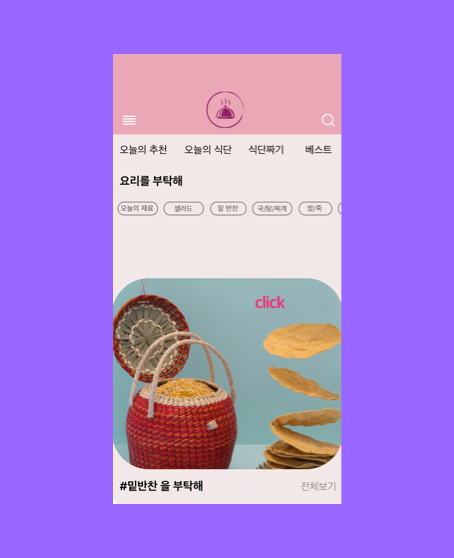 오늘의 추천 오늘의 식단 식단짜기 베스트
요리를 부탁해
오늘의 재료 샐러드 밑 반찬 국/탕/찌개 밥/죽
click
#밑반찬 을 부탁해 전체보기